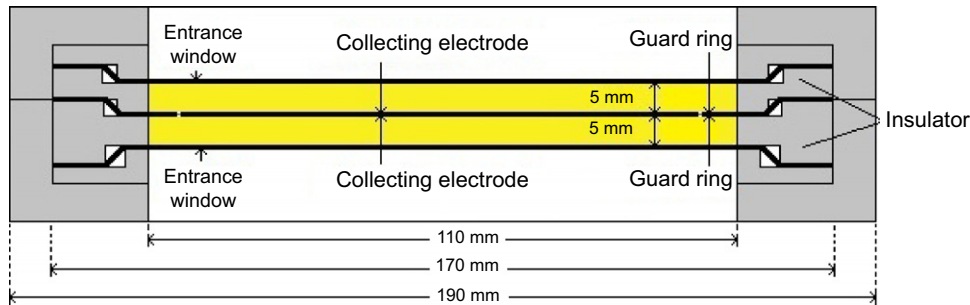 Entrance
window
Collecting electrode
Guard ring
5 mm
5 mm
Insulator
Entrance
window
Collecting electrode
Guard ring
110 mm
170 mm
190 mm